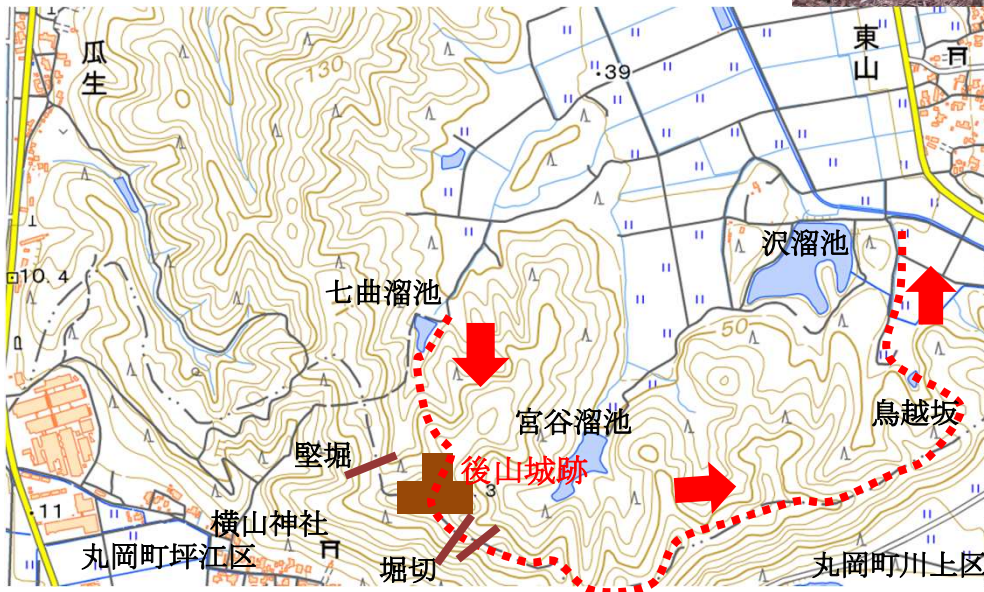 瓜生
130
・39
東山
沢溜池
10.4
七曲溜池
50
鳥越坂
宮谷溜池
堅堀
後山城跡
3
・11
横山神社
丸岡町坪江区
堀切
丸岡町川上区